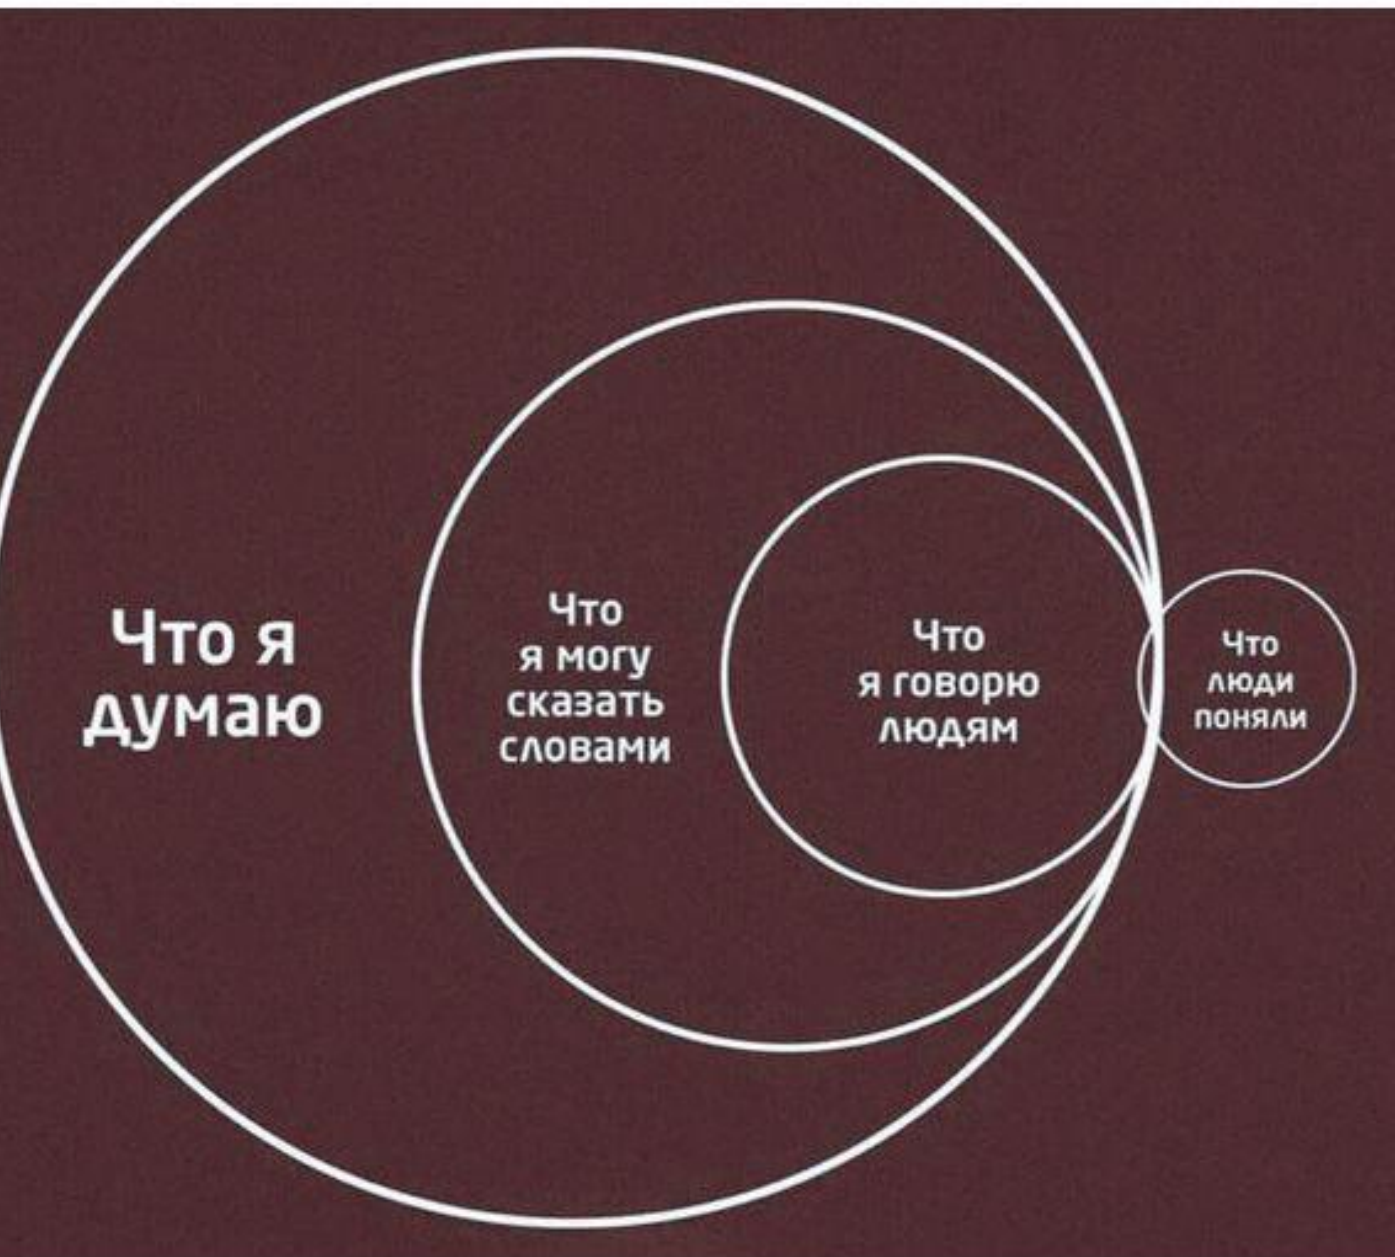 Что я
думаю
Что
я могу
сказать
словами
Что
я говорю
людям
Что
люди
поняли